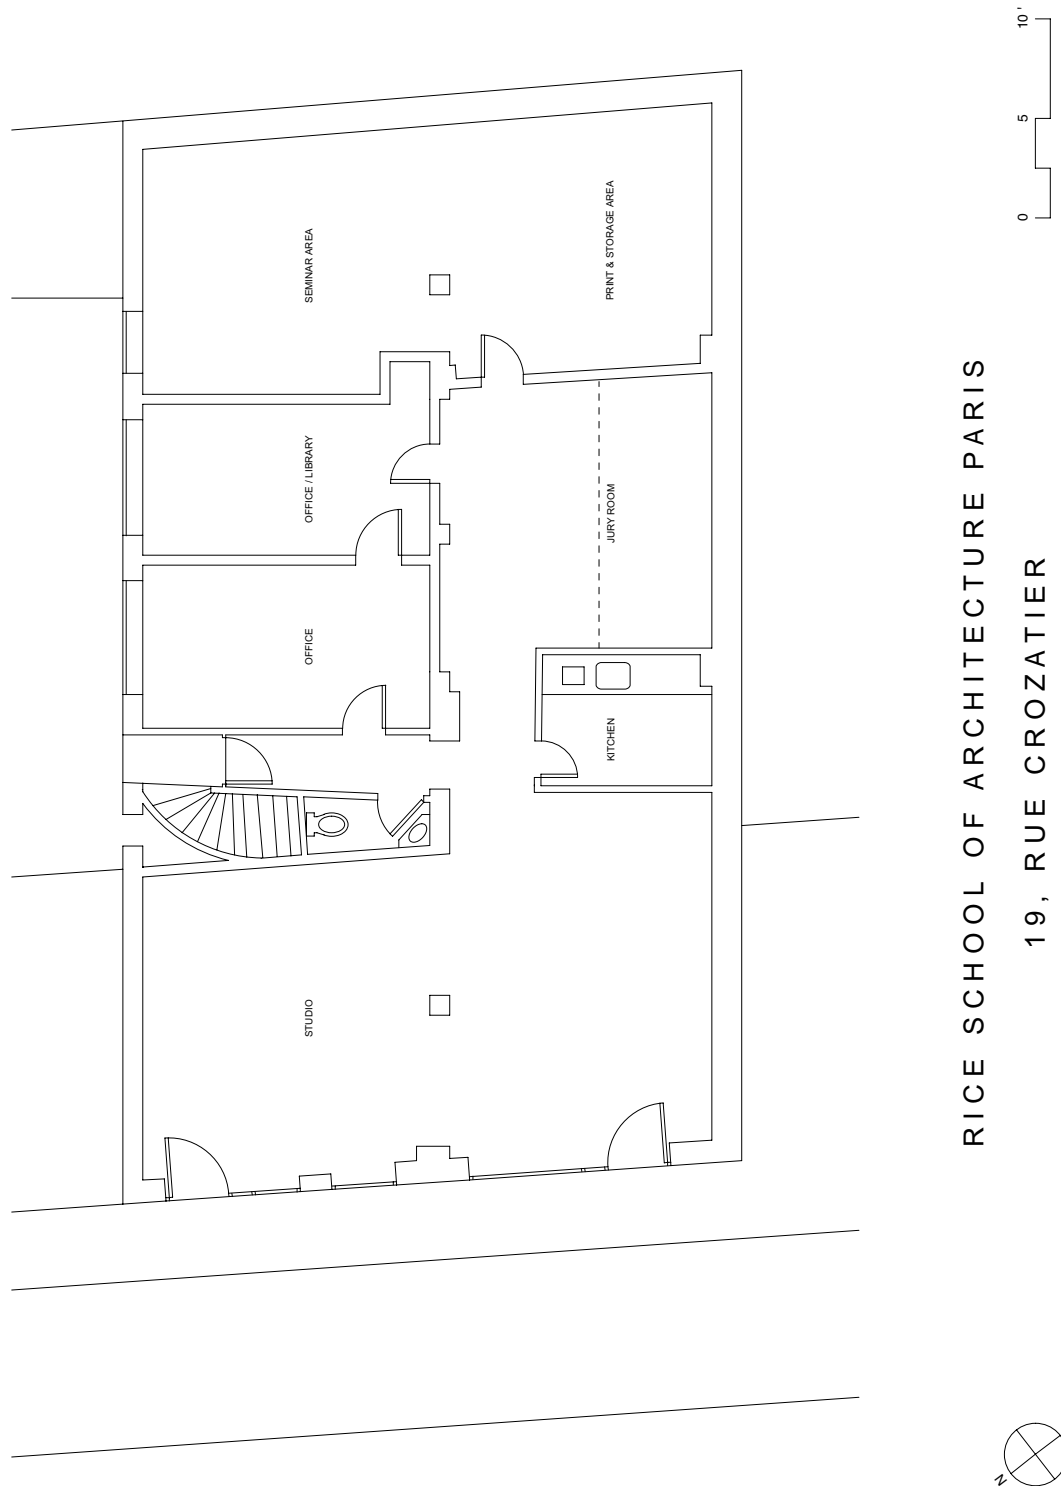 SEMINAR AREA
PRINT & STORAGE AREA
OFFICE / LIBRARY
JURY ROOM
OFFICE
KITCHEN
STUDIO
RICE SCHOOL OF ARCHITECTURE PARIS
19, RUE CROZATIER
0 5 10'
N